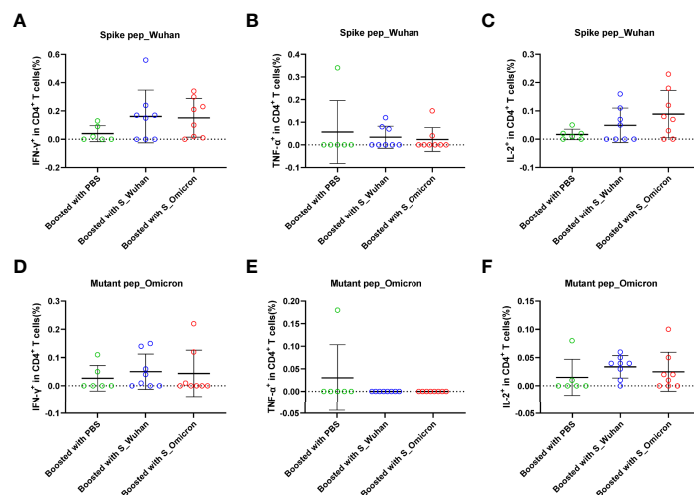 A
Spike pep_Wuhan
IFN-γ⁺ in CD4⁺ T cells(%)
0.6
0.4
0.2
0.0
-0.2
Boosted with PBS
Boosted with S_Wuhan
Boosted with S_Omicron
B
Spike pep_Wuhan
TNF-α⁺ in CD4⁺ T cells(%)
0.4
0.3
0.2
0.1
0.0
-0.1
Boosted with PBS
Boosted with S_Wuhan
Boosted with S_Omicron
C
Spike pep_Wuhan
IL-2⁺ in CD4⁺ T cells(%)
0.3
0.2
0.1
0.0
-0.1
Boosted with PBS
Boosted with S_Wuhan
Boosted with S_Omicron
D
Mutant pep_Omicron
IFN-γ⁺ in CD4⁺ T cells(%)
0.3
0.2
0.1
0.0
-0.1
Boosted with PBS
Boosted with S_Wuhan
Boosted with S_Omicron
E
Mutant pep_Omicron
TNF-α⁺ in CD4⁺ T cells(%)
0.20
0.15
0.10
0.05
0.00
-0.05
Boosted with PBS
Boosted with S_Wuhan
Boosted with S_Omicron
F
Mutant pep_Omicron
IL-2⁺ in CD4⁺ T cells(%)
0.15
0.10
0.05
0.00
-0.05
Boosted with PBS
Boosted with S_Wuhan
Boosted with S_Omicron